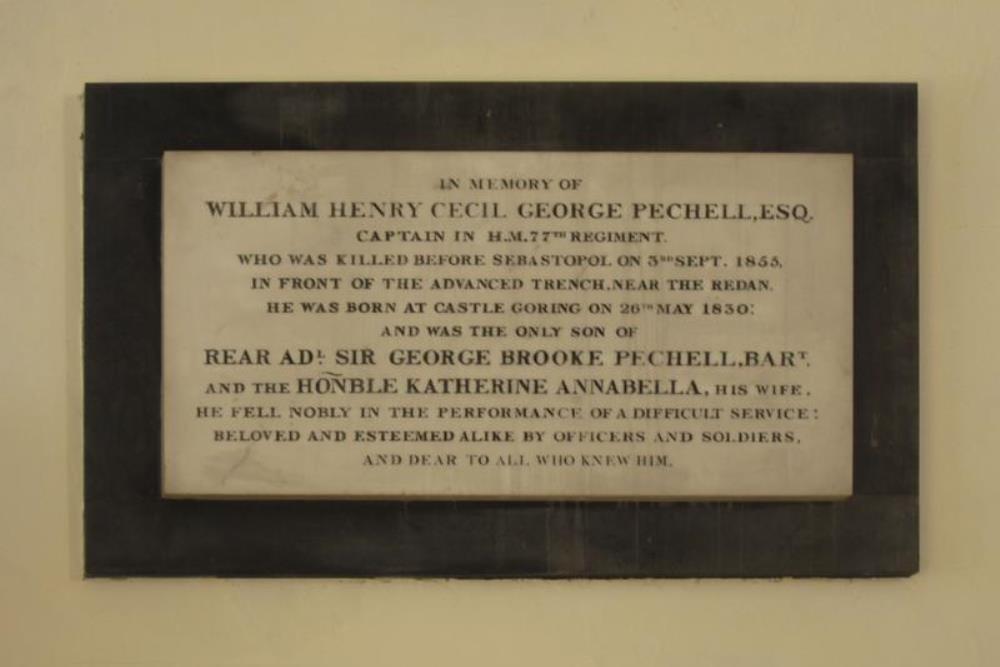 IN MEMORY OF
WILLIAM HENRY CECIL GEORGE PECHELL, ESQ.
CAPTAIN IN H.M. 77TH REGIMENT.
WHO WAS KILLED BEFORE SEBASTOPOL ON 3RD SEPT. 1855,
IN FRONT OF THE ADVANCED TRENCH, NEAR THE REDAN.
HE WAS BORN AT CASTLE GORING ON 26TH MAY 1830:
AND WAS THE ONLY SON OF
REAR ADL. SIR GEORGE BROOKE PECHELL, BART.
AND THE HONBLE KATHERINE ANNABELLA, HIS WIFE.
HE FELL NOBLY IN THE PERFORMANCE OF A DIFFICULT SERVICE:
BELOVED AND ESTEEMED ALIKE BY OFFICERS AND SOLDIERS,
AND DEAR TO ALL WHO KNEW HIM.